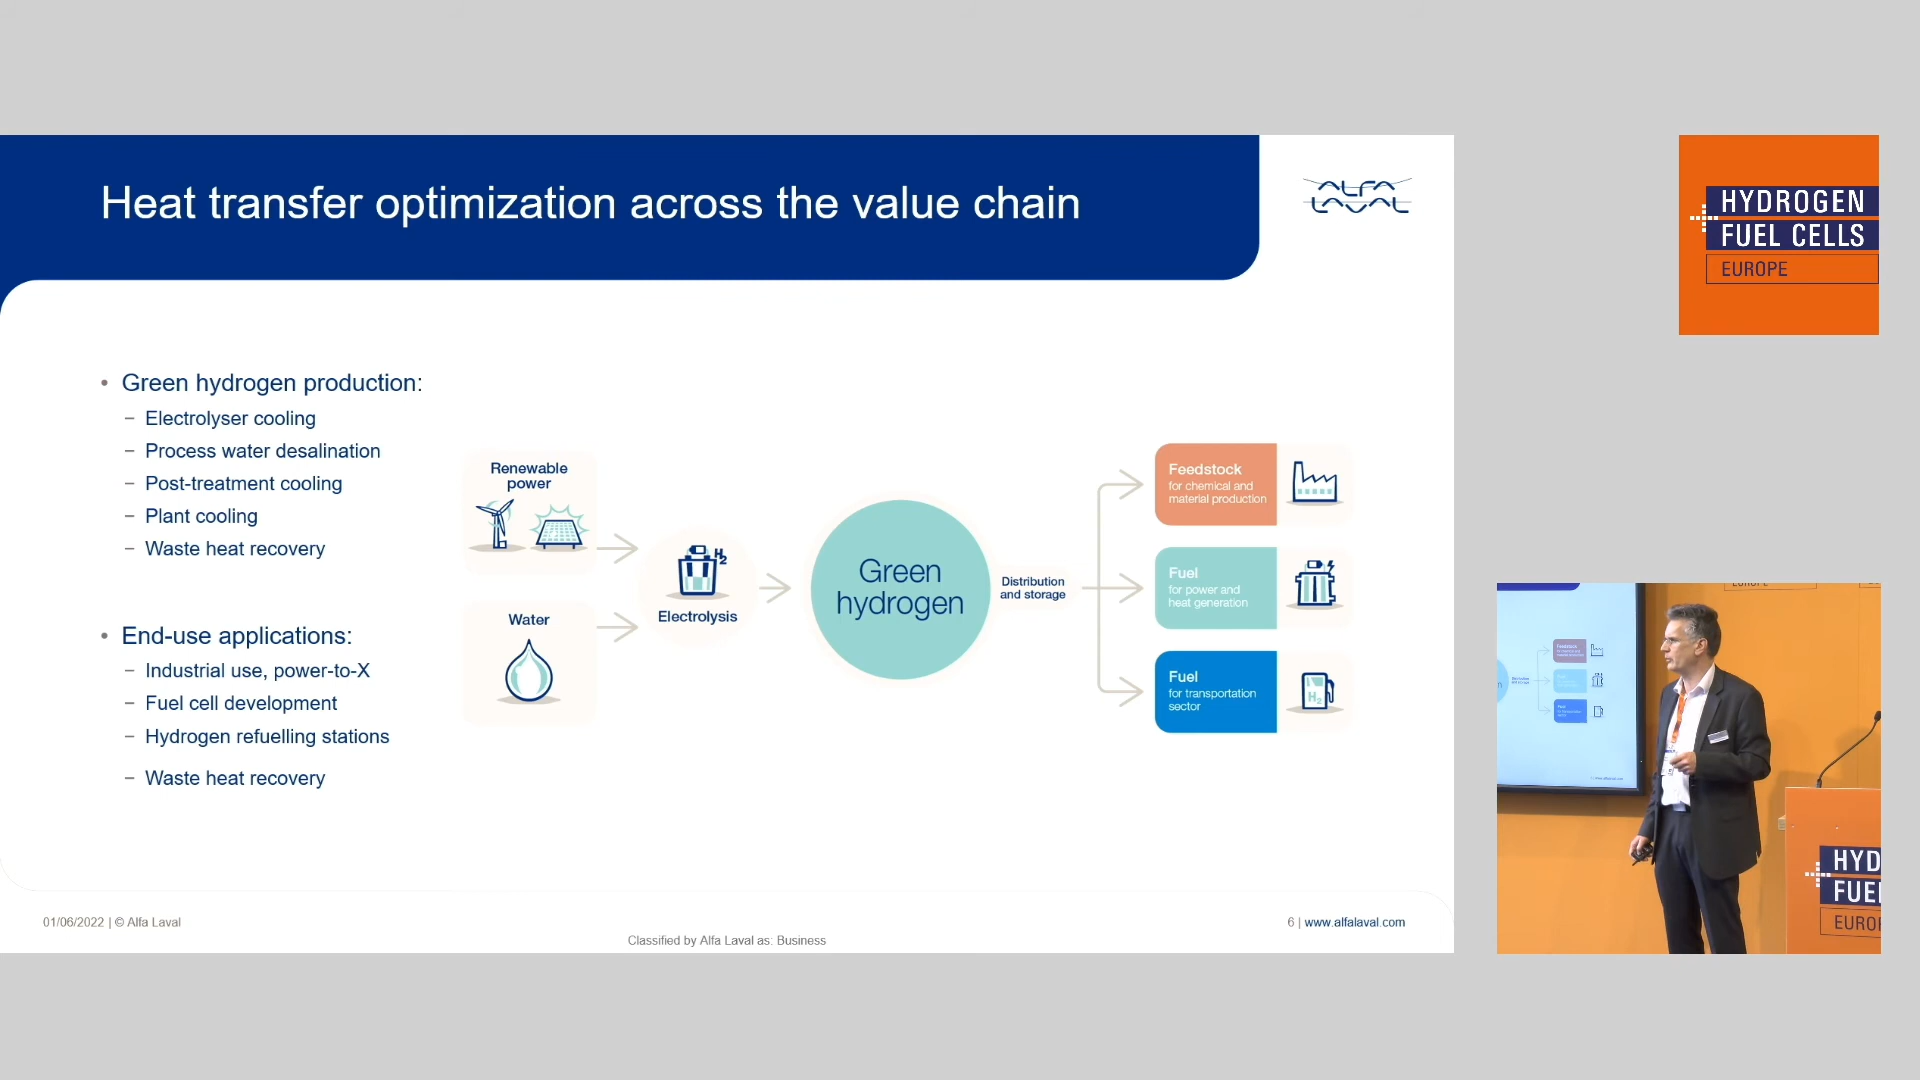 Heat transfer optimization across the value chain
ALFA
LAVAL
HYDROGEN
FUEL CELLS
EUROPE
• Green hydrogen production:
– Electrolyser cooling
– Process water desalination
– Post-treatment cooling
– Plant cooling
– Waste heat recovery
• End-use applications:
– Industrial use, power-to-X
– Fuel cell development
– Hydrogen refuelling stations
– Waste heat recovery
Renewable
power
Water
H2
Electrolysis
Green
hydrogen
Distribution
and storage
Feedstock
for chemical and
material production
Fuel
for power and
heat generation
Fuel
for transportation
sector
H2
01/06/2022 | © Alfa Laval
Classified by Alfa Laval as: Business
6 | www.alfalaval.com
EUROPE
HYD
FUE
EURO